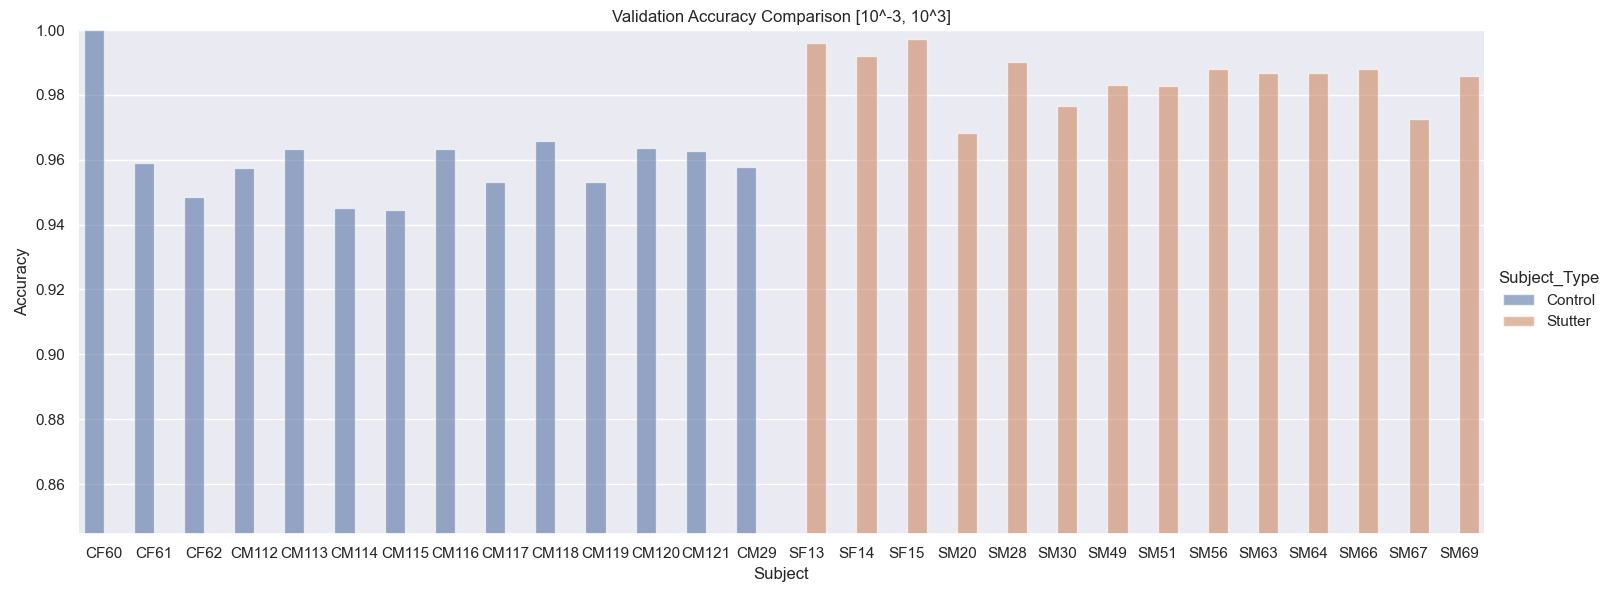 Validation Accuracy Comparison [10^-3, 10^3]
1.00
0.98
0.96
0.94
0.92
0.90
0.88
0.86
Accuracy
CF60 CF61 CF62 CM112 CM113 CM114 CM115 CM116 CM117 CM118 CM119 CM120 CM121 CM29 SF13 SF14 SF15 SM20 SM28 SM30 SM49 SM51 SM56 SM63 SM64 SM66 SM67 SM69
Subject
Subject_Type
Control
Stutter